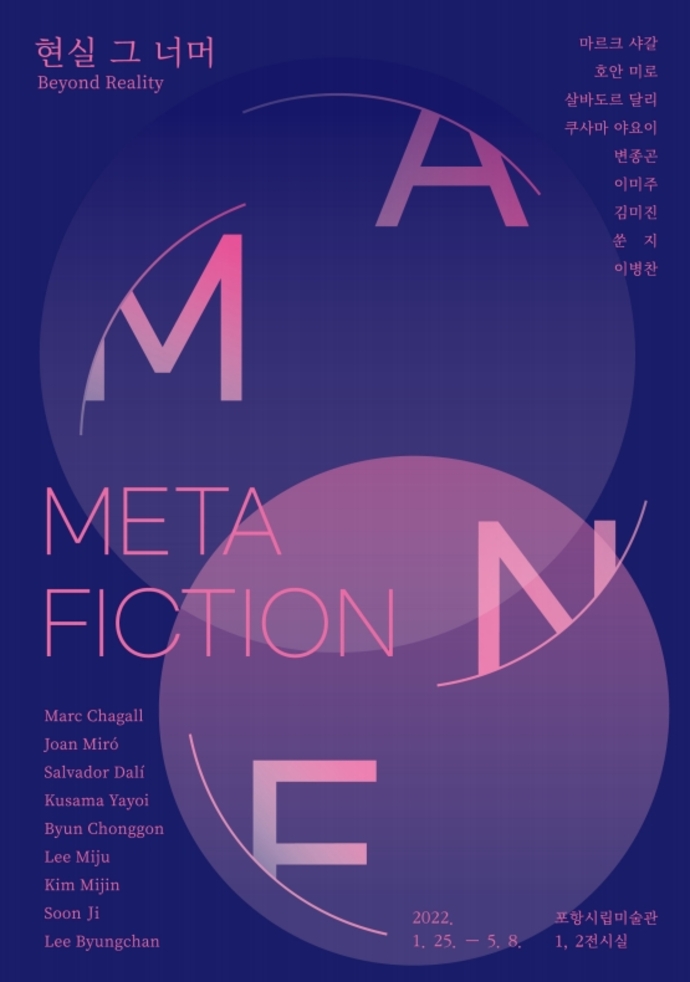 현실 그 너머
Beyond Reality
마르크 샤갈
호안 미로
살바도르 달리
쿠사마 야요이
변종곤
이미주
김미진
쑨 지
이병찬
A
M
META
FICTION
N
F
Marc Chagall
Joan Miró
Salvador Dalí
Kusama Yayoi
Byun Chonggon
Lee Miju
Kim Mijin
Soon Ji
Lee Byungchan
2022.
1. 25. — 5. 8.
포항시립미술관
1, 2전시실